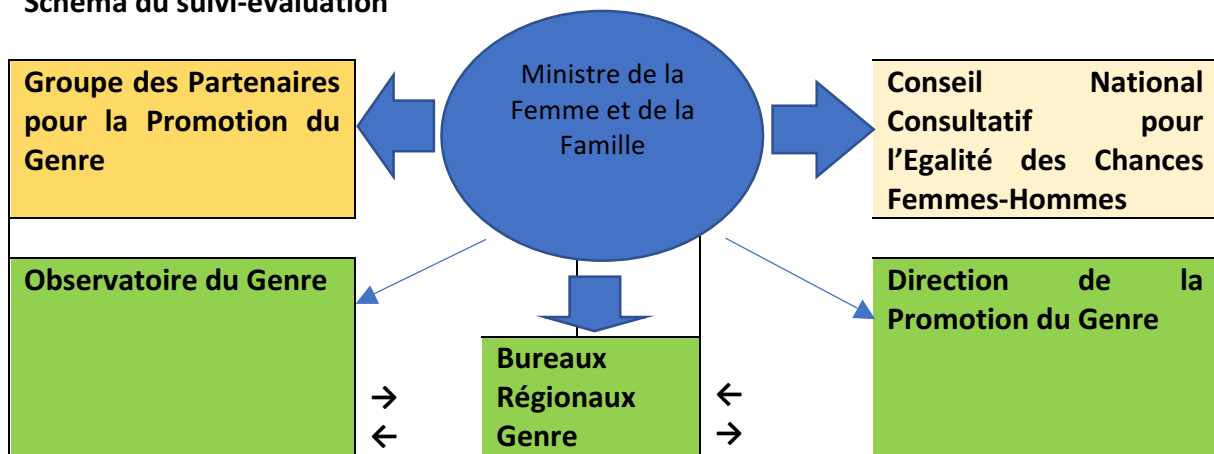 Schéma du suivi-évaluation
Groupe des Partenaires
pour la Promotion du
Genre
Ministre de la
Femme et de la
Famille
Conseil National
Consultatif pour
l’Egalité des Chances
Femmes-Hommes
Observatoire du Genre
Direction de la
Promotion du Genre
Bureaux
Régionaux
Genre
→
←
←
→